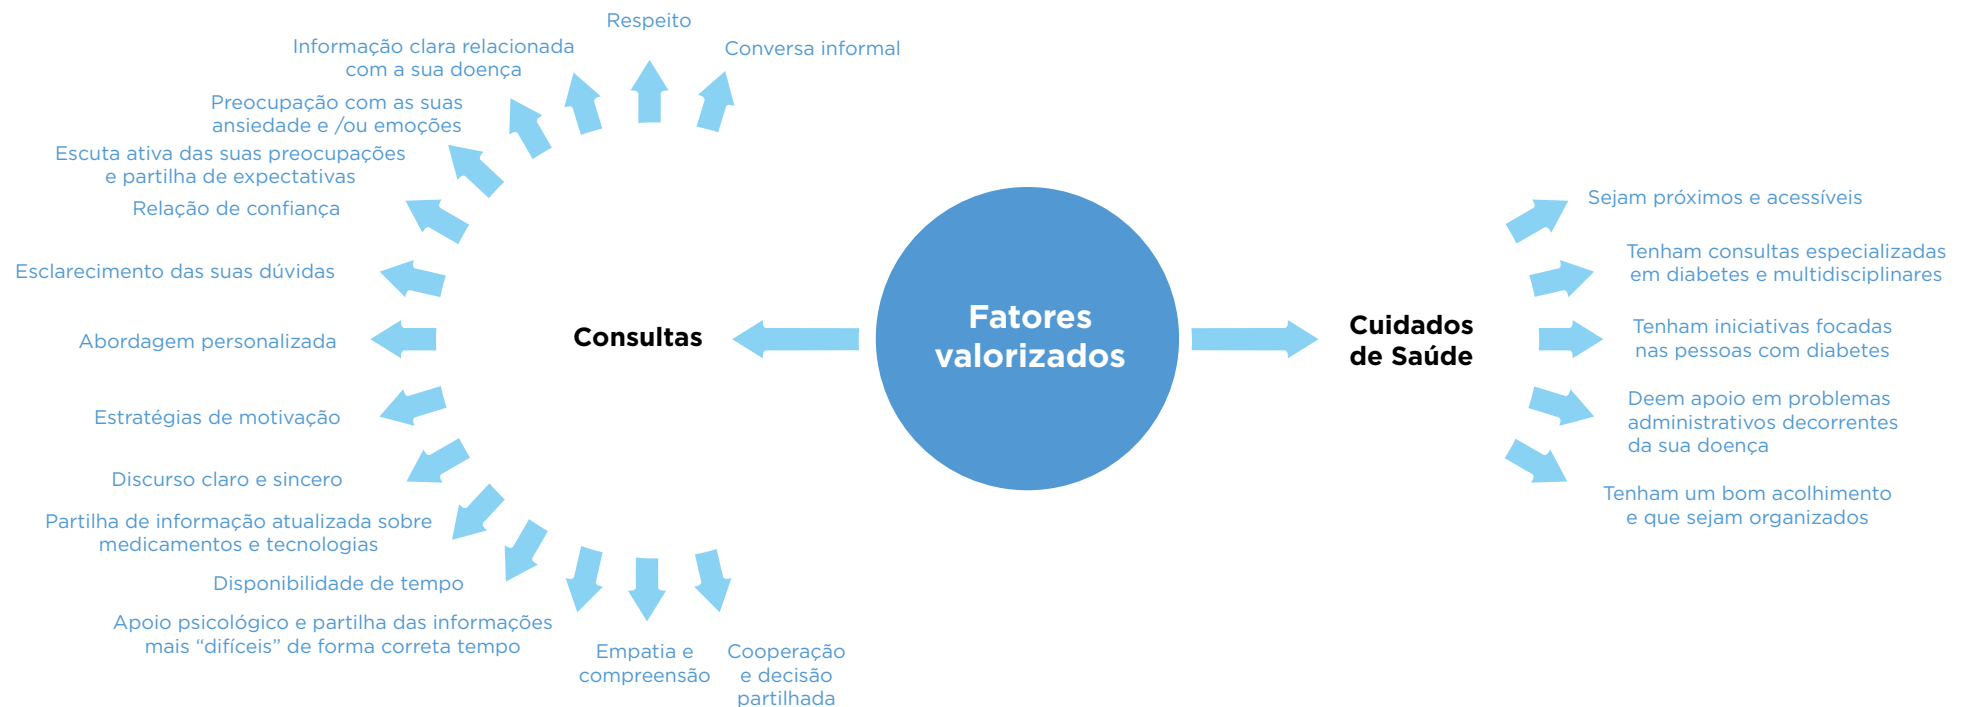 Respeito
Conversa informal
Informação clara relacionada
com a sua doença
Preocupação com as suas
ansiedade e /ou emoções
Escuta ativa das suas preocupações
e partilha de expectativas
Relação de confiança
Esclarecimento das suas dúvidas
Abordagem personalizada
Estratégias de motivação
Discurso claro e sincero
Partilha de informação atualizada sobre
medicamentos e tecnologias
Disponibilidade de tempo
Apoio psicológico e partilha das informações
mais “difíceis” de forma correta tempo
Empatia e
compreensão
Cooperação
e decisão
partilhada
Consultas
Fatores
valorizados
Cuidados
de Saúde
Sejam próximos e acessíveis
Tenham consultas especializadas
em diabetes e multidisciplinares
Tenham iniciativas focadas
nas pessoas com diabetes
Deem apoio em problemas
administrativos decorrentes
da sua doença
Tenham um bom acolhimento
e que sejam organizados